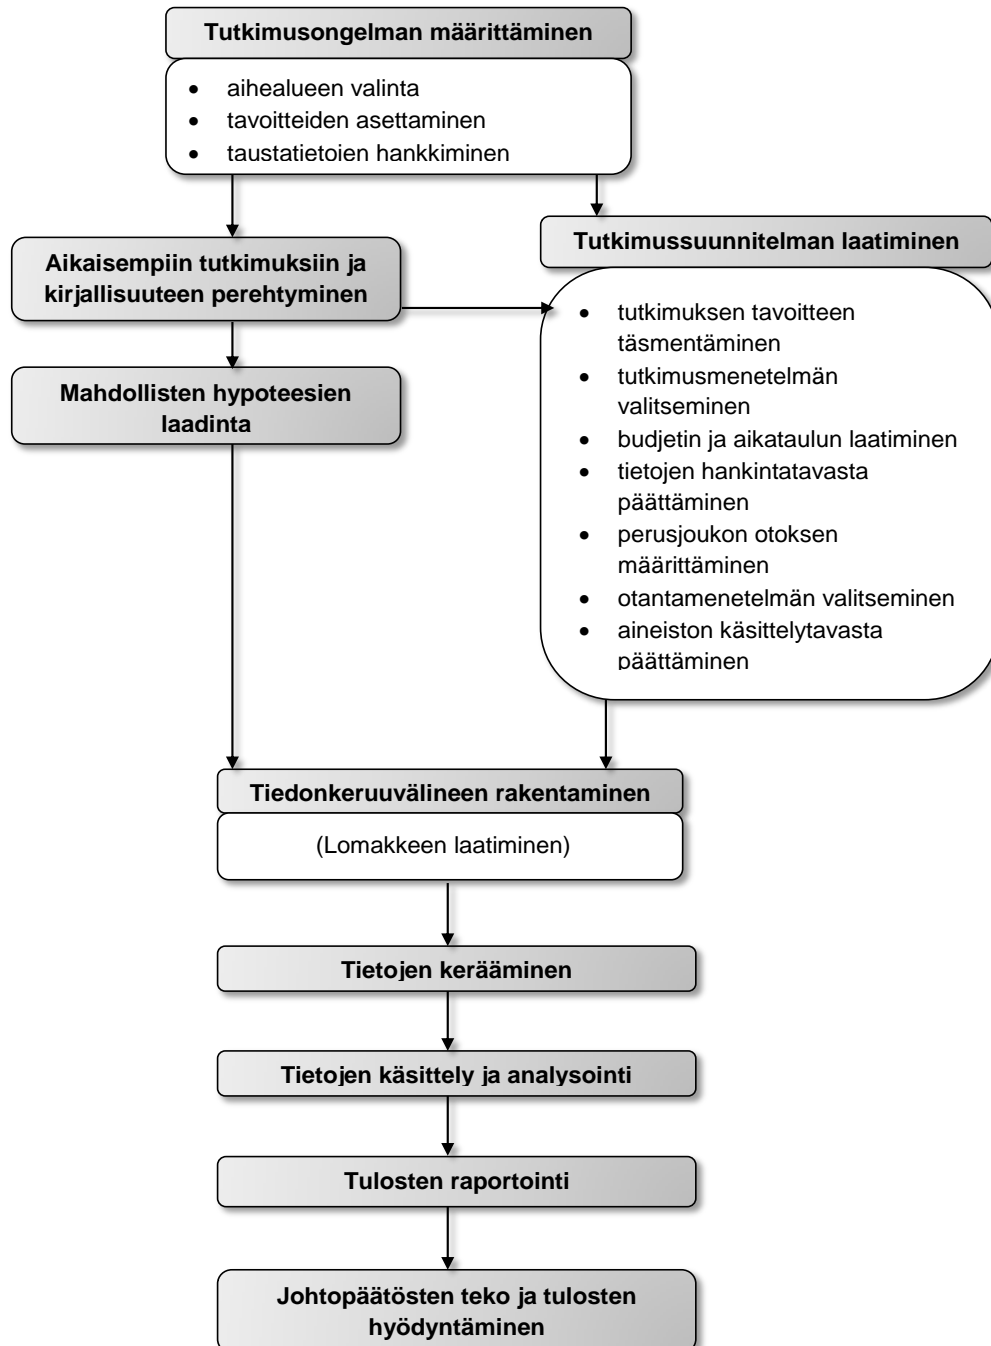 Tutkimusongelman määrittäminen
• aihealueen valinta
• tavoitteiden asettaminen
• taustatietoien hankkiminen
Aikaisempiin tutkimuksiin ja
kirjallisuuteen perehtyminen
Mahdollisten hypoteesien
laadinta
Tutkimussuunnitelman laatiminen
• tutkimuksen tavoitteen
täsmentäminen
• tutkimusmenetelmän
valitseminen
• budjetin ja aikataulun laatiminen
• tietojen hankintatavasta
päättäminen
• perusjoukon otoksen
määrittäminen
• otantamenetelmän valitseminen
• aineiston käsittelytavasta
päättäminen
Tiedonkeruuvälineen rakentaminen
(Lomakkeen laatiminen)
Tietojen kerääminen
Tietojen käsittely ja analysointi
Tulosten raportointi
Johtopäätösten teko ja tulosten
hyödyntäminen